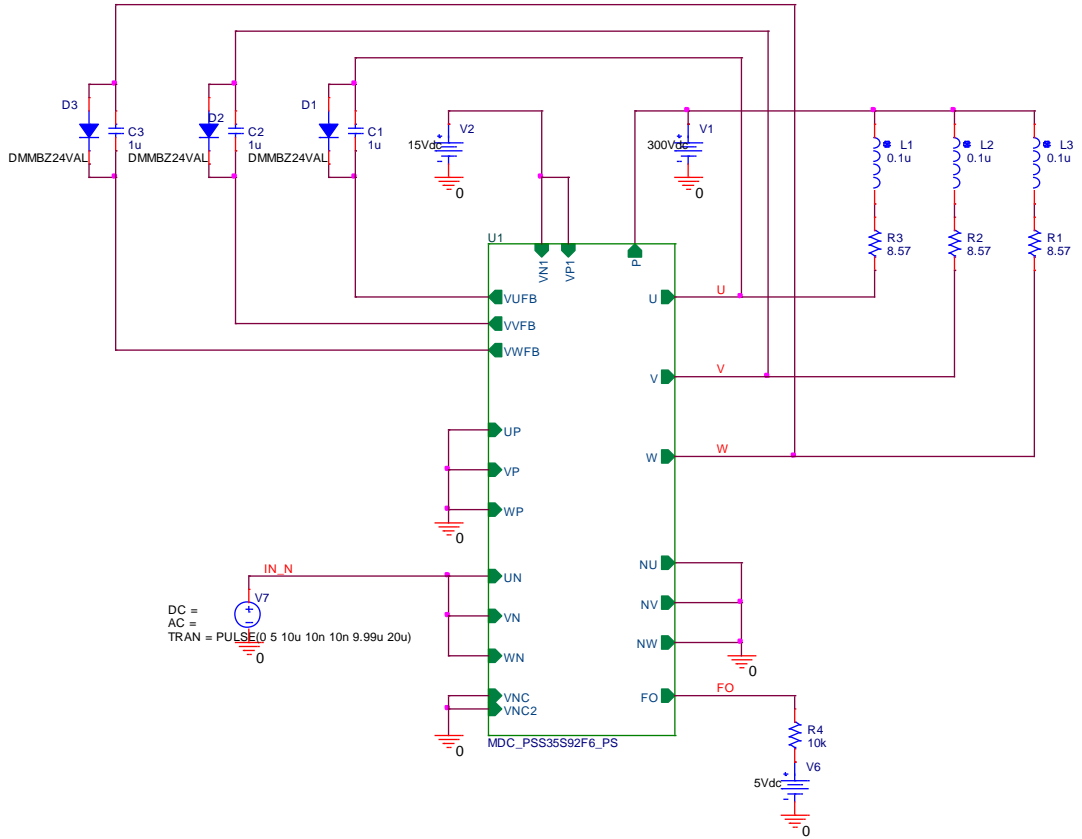 D3
C3
1u
DMMBZ24VAL
D2
C2
1u
DMMBZ24VAL
D1
C1
1u
DMMBZ24VAL
V2
15Vdc
0
V1
300Vdc
0
L1
0.1u
L2
0.1u
L3
0.1u
R3
8.57
R2
8.57
R1
8.57
U1
VN1
VP1
P
VUFB
VVFB
VWFB
U
U
V
V
W
W
UP
VP
WP
0
IN_N
V7
DC =
AC =
TRAN = PULSE(0 5 10u 10n 10n 9.99u 20u)
0
UN
VN
WN
VNC
VNC2
0
NU
NV
NW
0
FO
FO
R4
10k
V6
5Vdc
0
MDC_PSS35S92F6_PS